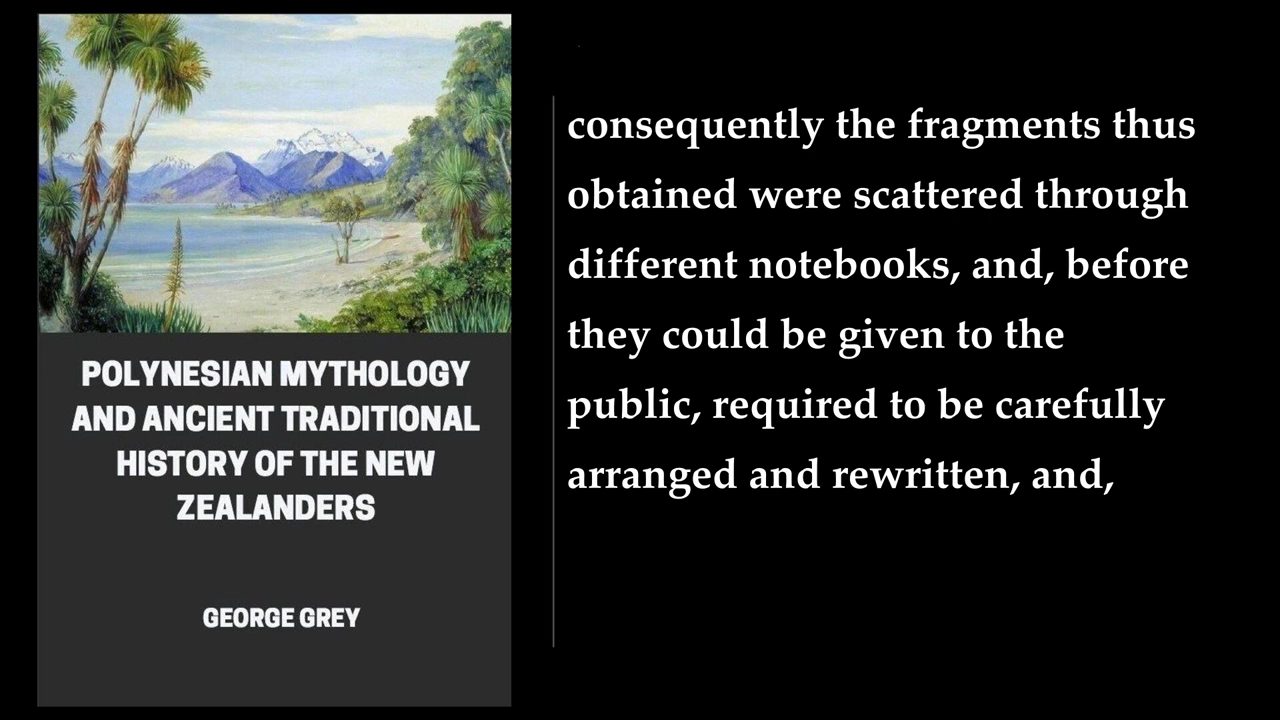 POLYNESIAN MYTHOLOGY
AND ANCIENT TRADITIONAL
HISTORY OF THE NEW
ZEALANDERS
GEORGE GREY
consequently the fragments thus
obtained were scattered through
different notebooks, and, before
they could be given to the
public, required to be carefully
arranged and rewritten, and,